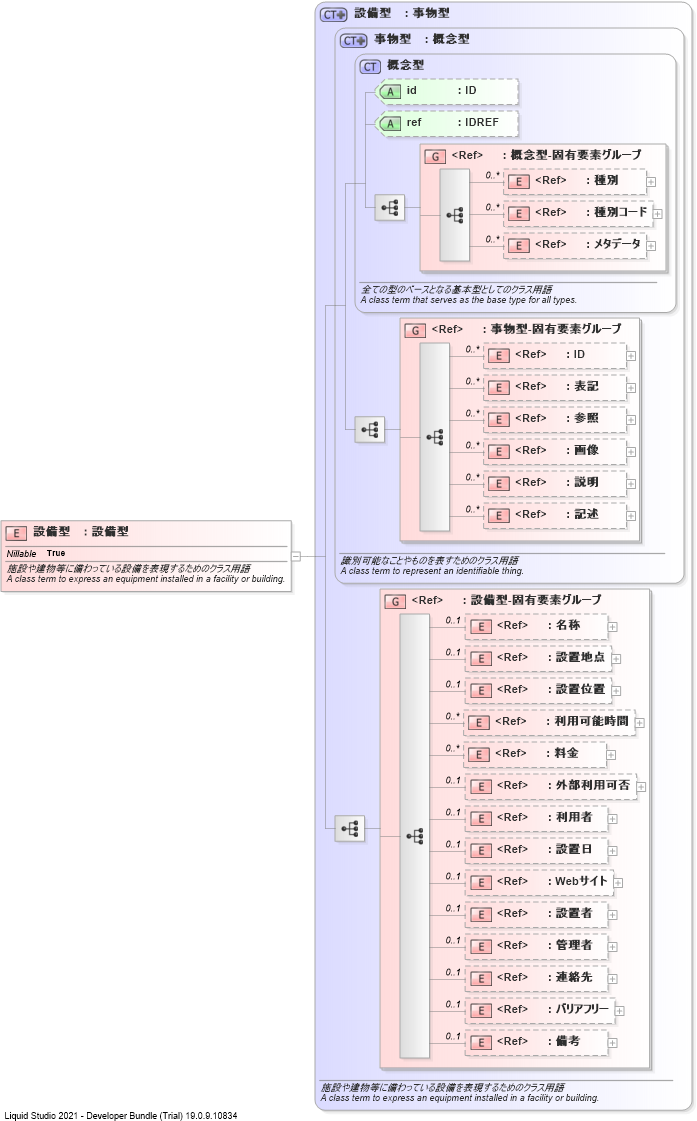 CT 設備型 : 事物型
CT 事物型 : 概念型
CT 概念型
A id : ID
A ref : IDREF
G <Ref> : 概念型-固有要素グループ
0..* E <Ref> : 種別
0..* E <Ref> : 種別コード
0..* E <Ref> : メタデータ
全ての型のベースとなる基本型としてのクラス用語
A class term that serves as the base type for all types.
G <Ref> : 事物型-固有要素グループ
0..* E <Ref> : ID
0..* E <Ref> : 表記
0..* E <Ref> : 参照
0..* E <Ref> : 画像
0..* E <Ref> : 説明
0..* E <Ref> : 記述
識別可能なことやものを表すためのクラス用語
A class term to represent an identifiable thing.
E 設備型 : 設備型
Nillable True
施設や建物等に備わっている設備を表現するためのクラス用語
A class term to express an equipment installed in a facility or building.
G <Ref> : 設備型-固有要素グループ
0..1 E <Ref> : 名称
0..1 E <Ref> : 設置地点
0..1 E <Ref> : 設置位置
0..* E <Ref> : 利用可能時間
0..* E <Ref> : 料金
0..1 E <Ref> : 外部利用可否
0..1 E <Ref> : 利用者
0..1 E <Ref> : 設置日
0..1 E <Ref> : Webサイト
0..1 E <Ref> : 設置者
0..1 E <Ref> : 管理者
0..1 E <Ref> : 連絡先
0..1 E <Ref> : バリアフリー
0..1 E <Ref> : 備考
施設や建物等に備わっている設備を表現するためのクラス用語
A class term to express an equipment installed in a facility or building.
Liquid Studio 2021 - Developer Bundle (Trial) 19.0.9.10834